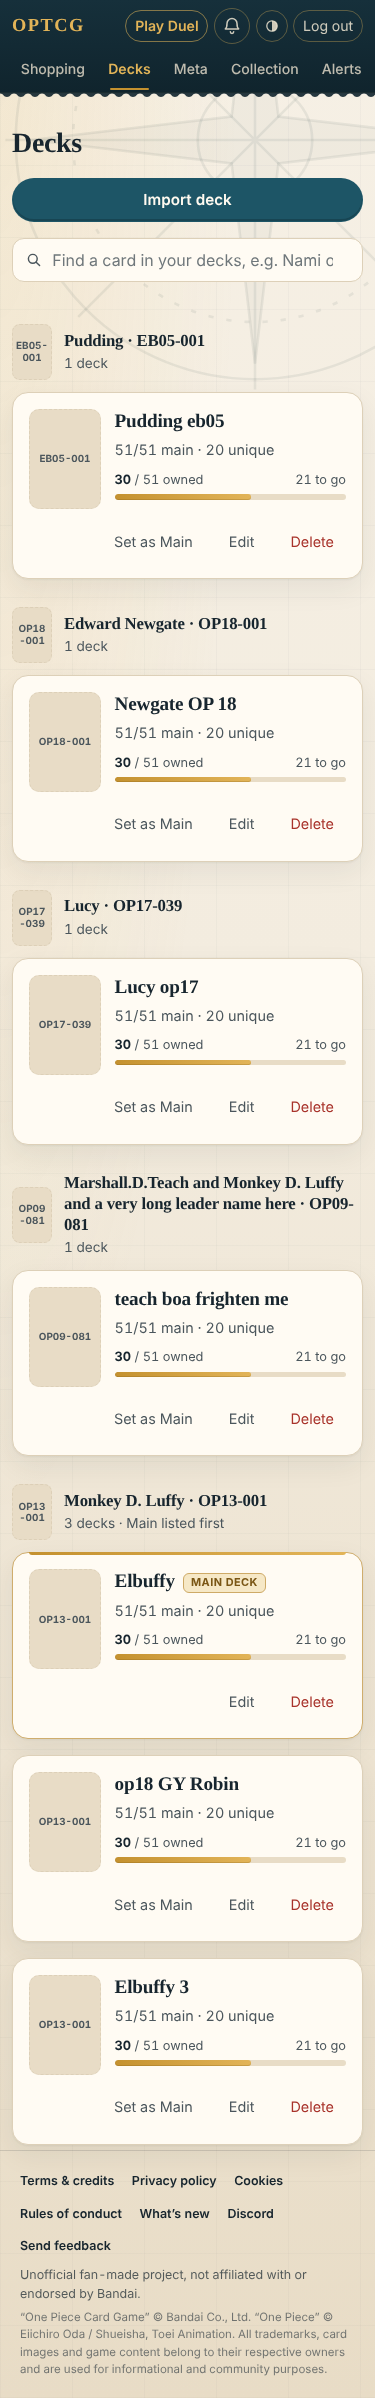 OPTCG
Play Duel
Log out
Shopping Decks Meta Collection Alerts
Decks
Import deck
Find a card in your decks, e.g. Nami o
EB05-
001
Pudding · EB05-001
1 deck
EB05-001
Pudding eb05
51/51 main · 20 unique
30 / 51 owned 21 to go
Set as Main Edit Delete
OP18
-001
Edward Newgate · OP18-001
1 deck
OP18-001
Newgate OP 18
51/51 main · 20 unique
30 / 51 owned 21 to go
Set as Main Edit Delete
OP17
-039
Lucy · OP17-039
1 deck
OP17-039
Lucy op17
51/51 main · 20 unique
30 / 51 owned 21 to go
Set as Main Edit Delete
OP09
-081
Marshall.D.Teach and Monkey D. Luffy
and a very long leader name here · OP09-
081
1 deck
OP09-081
teach boa frighten me
51/51 main · 20 unique
30 / 51 owned 21 to go
Set as Main Edit Delete
OP13
-001
Monkey D. Luffy · OP13-001
3 decks · Main listed first
OP13-001
Elbuffy MAIN DECK
51/51 main · 20 unique
30 / 51 owned 21 to go
Edit Delete
OP13-001
op18 GY Robin
51/51 main · 20 unique
30 / 51 owned 21 to go
Set as Main Edit Delete
OP13-001
Elbuffy 3
51/51 main · 20 unique
30 / 51 owned 21 to go
Set as Main Edit Delete
Terms & credits Privacy policy Cookies
Rules of conduct What's new Discord
Send feedback
Unofficial fan-made project, not affiliated with or
endorsed by Bandai.
“One Piece Card Game” © Bandai Co., Ltd. “One Piece” ©
Eiichiro Oda / Shueisha, Toei Animation. All trademarks, card
images and game content belong to their respective owners
and are used for informational and community purposes.